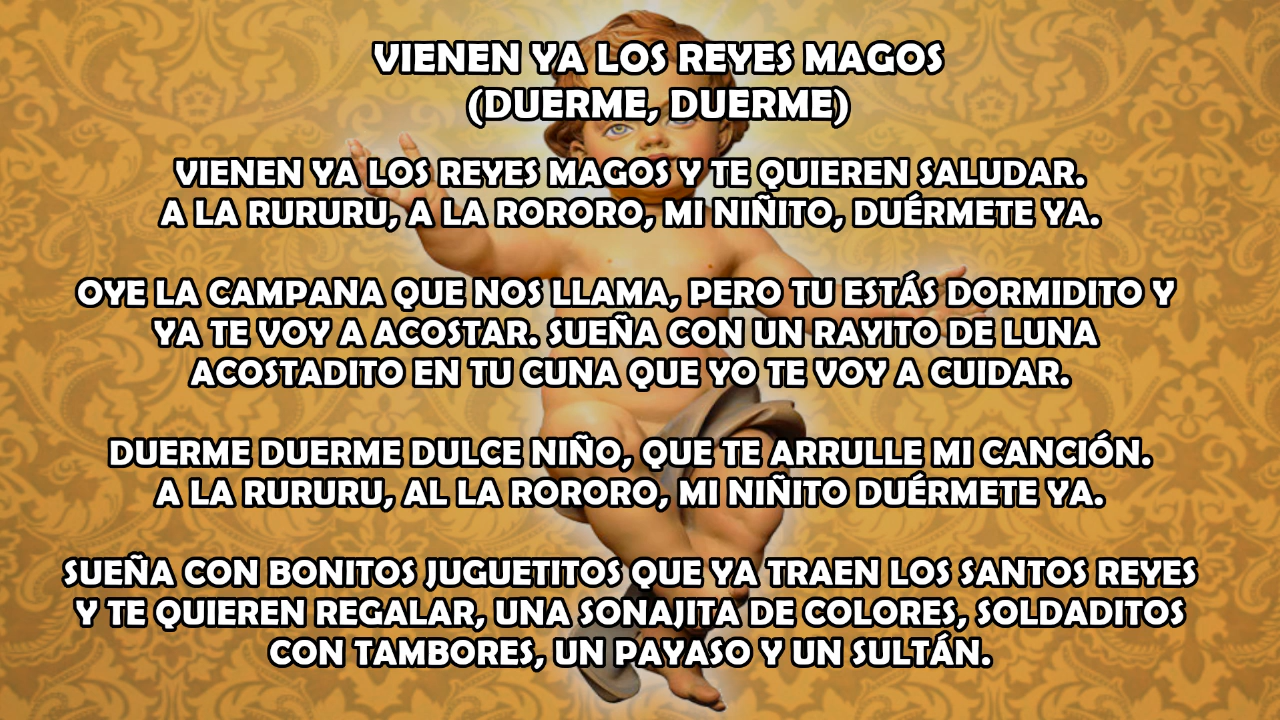 VIENEN YA LOS REYES MAGOS
(DUERME, DUERME)
VIENEN YA LOS REYES MAGOS Y TE QUIEREN SALUDAR.
A LA RURURU, A LA RORORO, MI NIÑITO, DUÉRMETE YA.
OYE LA CAMPANA QUE NOS LLAMA, PERO TU ESTÁS DORMIDITO Y
YA TE VOY A ACOSTAR. SUEÑA CON UN RAYITO DE LUNA
ACOSTADITO EN TU CUNA QUE YO TE VOY A CUIDAR.
DUERME DUERME DULCE NIÑO, QUE TE ARRULLE MI CANCIÓN.
A LA RURURU, AL LA RORORO, MI NIÑITO DUÉRMETE YA.
SUEÑA CON BONITOS JUGUETITOS QUE YA TRAEN LOS SANTOS REYES
Y TE QUIEREN REGALAR, UNA SONAJITA DE COLORES, SOLDADITOS
CON TAMBORES, UN PAYASO Y UN SULTÁN.